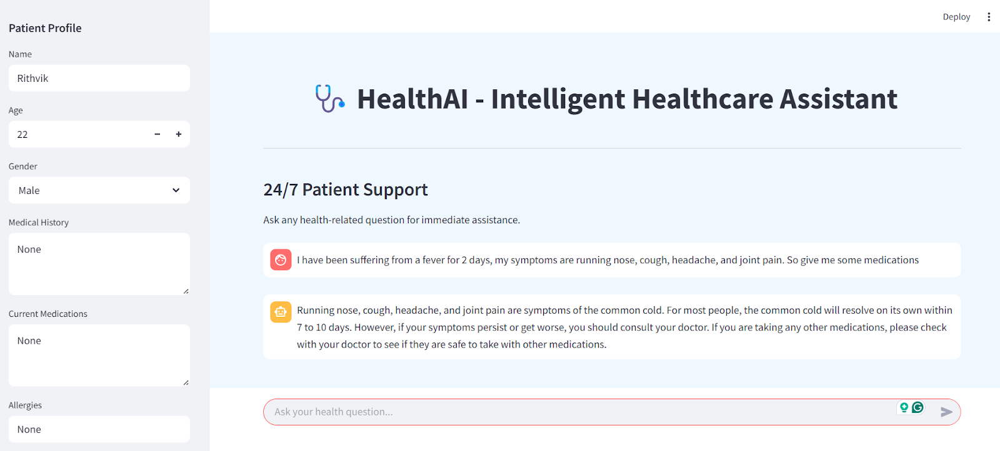 Patient Profile
Name
Rithvik
Age
22
Gender
Male
Medical History
None
Current Medications
None
Allergies
None
Deploy
HealthAI - Intelligent Healthcare Assistant
24/7 Patient Support
Ask any health-related question for immediate assistance.
I have been suffering from a fever for 2 days, my symptoms are running nose, cough, headache, and joint pain. So give me some medications
Running nose, cough, headache, and joint pain are symptoms of the common cold. For most people, the common cold will resolve on its own within
7 to 10 days. However, if your symptoms persist or get worse, you should consult your doctor. If you are taking any other medications, please check
with your doctor to see if they are safe to take with other medications.
Ask your health question...